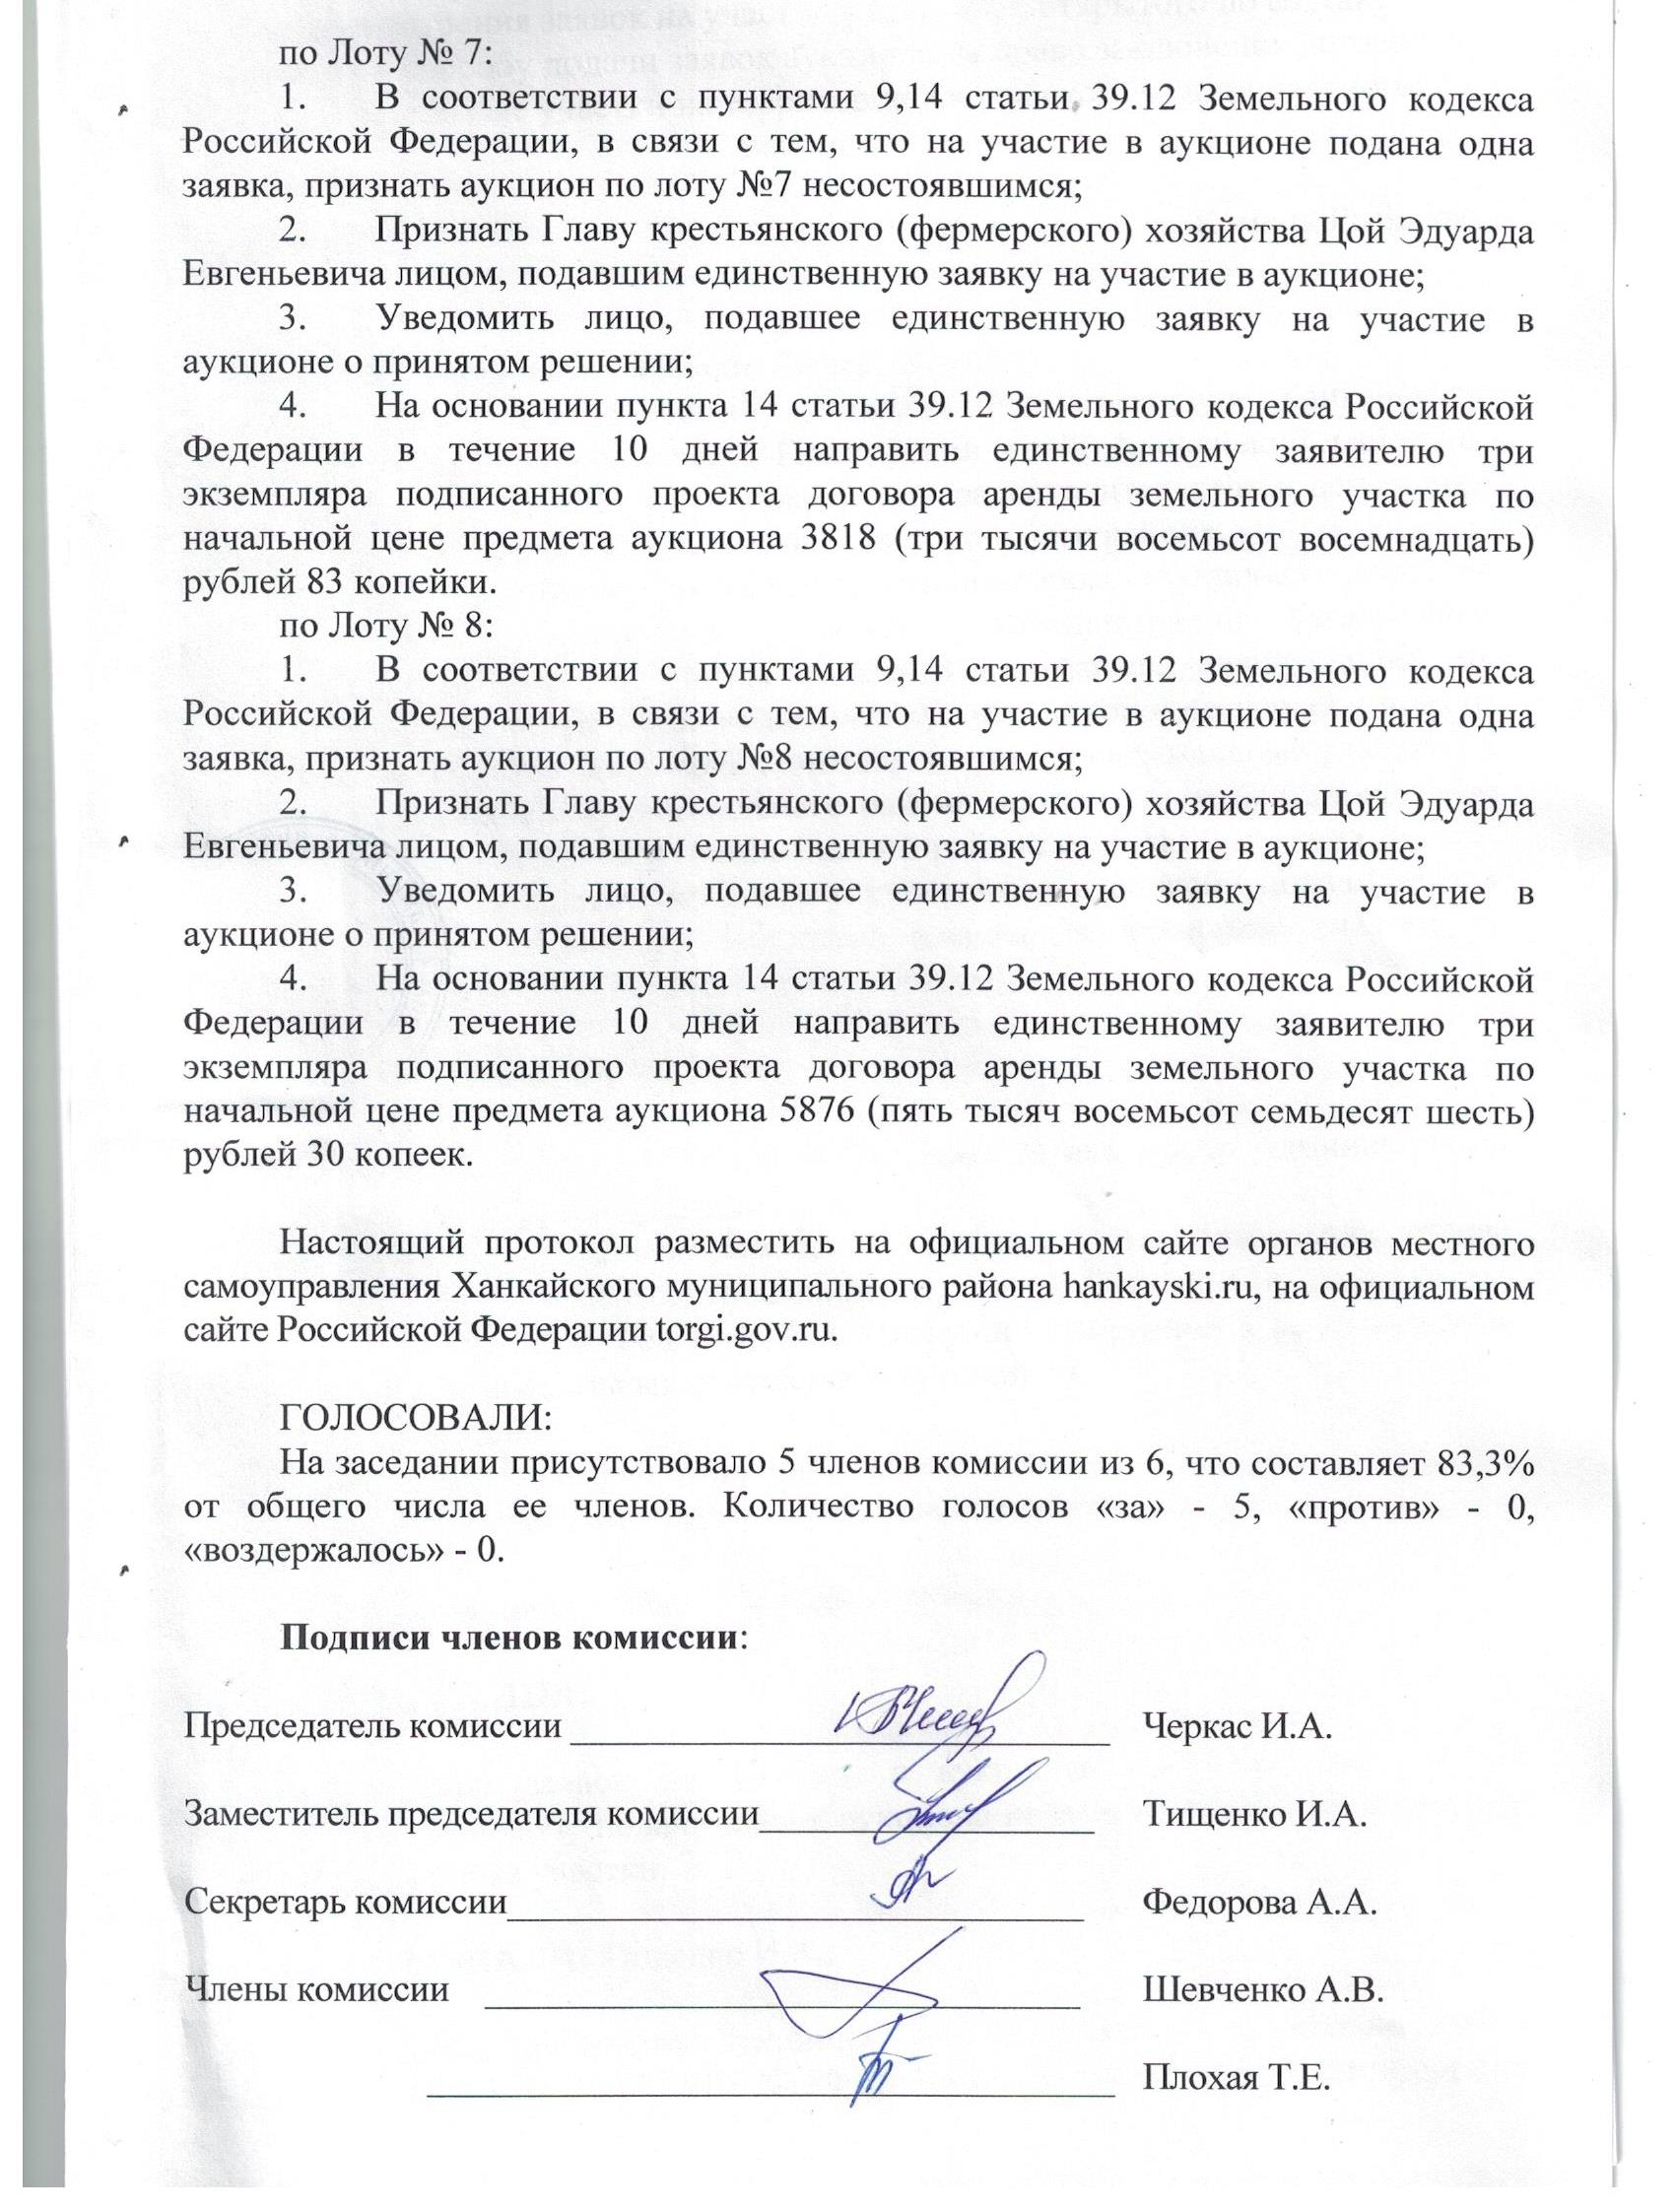 по Лоту № 7:
1. В соответствии с пунктами 9,14 статьи 39.12 Земельного кодекса
Российской Федерации, в связи с тем, что на участие в аукционе подана одна
заявка, признать аукцион по лоту №7 несостоявшимся;
2. Признать Главу крестьянского (фермерского) хозяйства Цой Эдуарда
Евгеньевича лицом, подавшим единственную заявку на участие в аукционе;
3. Уведомить лицо, подавшее единственную заявку на участие в
аукционе о принятом решении;
4. На основании пункта 14 статьи 39.12 Земельного кодекса Российской
Федерации в течение 10 дней направить единственному заявителю три
экземпляра подписанного проекта договора аренды земельного участка по
начальной цене предмета аукциона 3818 (три тысячи восемьсот восемнадцать)
рублей 83 копейки.
по Лоту № 8:
1. В соответствии с пунктами 9,14 статьи 39.12 Земельного кодекса
Российской Федерации, в связи с тем, что на участие в аукционе подана одна
заявка, признать аукцион по лоту №8 несостоявшимся;
2. Признать Главу крестьянского (фермерского) хозяйства Цой Эдуарда
Евгеньевича лицом, подавшим единственную заявку на участие в аукционе;
3. Уведомить лицо, подавшее единственную заявку на участие в
аукционе о принятом решении;
4. На основании пункта 14 статьи 39.12 Земельного кодекса Российской
Федерации в течение 10 дней направить единственному заявителю три
экземпляра подписанного проекта договора аренды земельного участка по
начальной цене предмета аукциона 5876 (пять тысяч восемьсот семьдесят шесть)
рублей 30 копеек.
Настоящий протокол разместить на официальном сайте органов местного
самоуправления Ханкайского муниципального района hankayski.ru, на официальном
сайте Российской Федерации torgi.gov.ru.
ГОЛОСОВАЛИ:
На заседании присутствовало 5 членов комиссии из 6, что составляет 83,3%
от общего числа ее членов. Количество голосов «за» - 5, «против» - 0,
«воздержалось» - 0.
Подписи членов комиссии:
Председатель комиссии Черкас И.А.
Заместитель председателя комиссии Тищенко И.А.
Секретарь комиссии Федорова А.А.
Члены комиссии Шевченко А.В.
Плохая Т.Е.